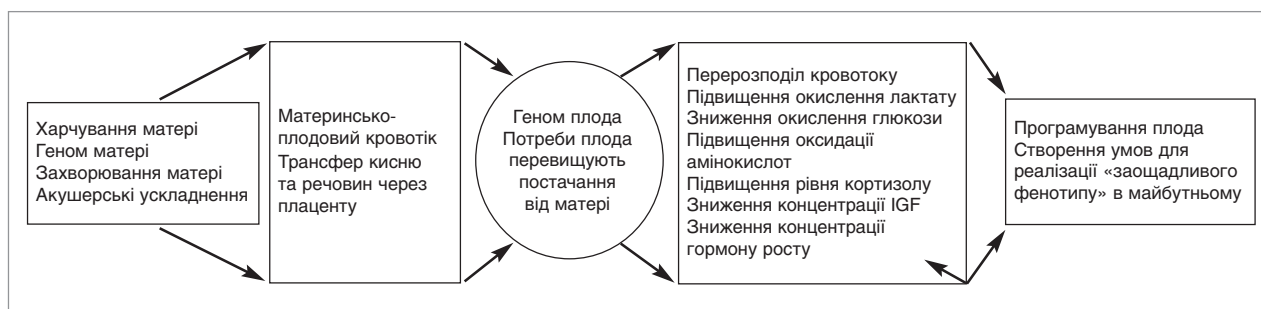 Харчування матері
Геном матері
Захворювання матері
Акушерські ускладнення
Материнсько-
плодовий кровотік
Трансфер кисню
та речовин через
плаценту
Геном плода
Потреби плода
перевищують
постачання
від матері
Перерозподіл кровотоку
Підвищення окислення лактату
Зниження окислення глюкози
Підвищення оксидації
амінокислот
Підвищення рівня кортизолу
Зниження концентрації IGF
Зниження концентрації
гормону росту
Програмування плода
Створення умов для
реалізації «заощадливого
фенотипу» в майбутньому